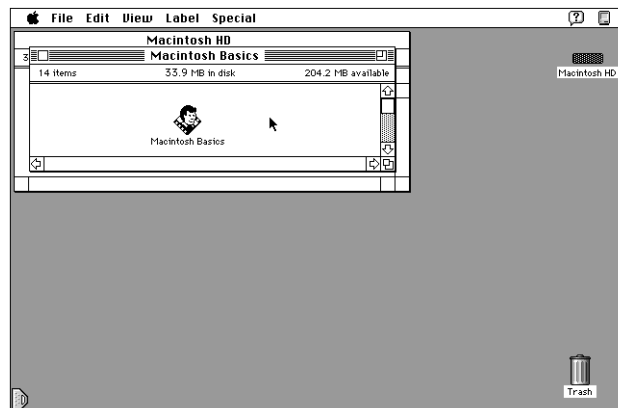 File Edit View Label Special
Macintosh HD
3
Macintosh Basics
14 items 33.9 MB in disk 204.2 MB available
Macintosh Basics
Macintosh HD
Trash